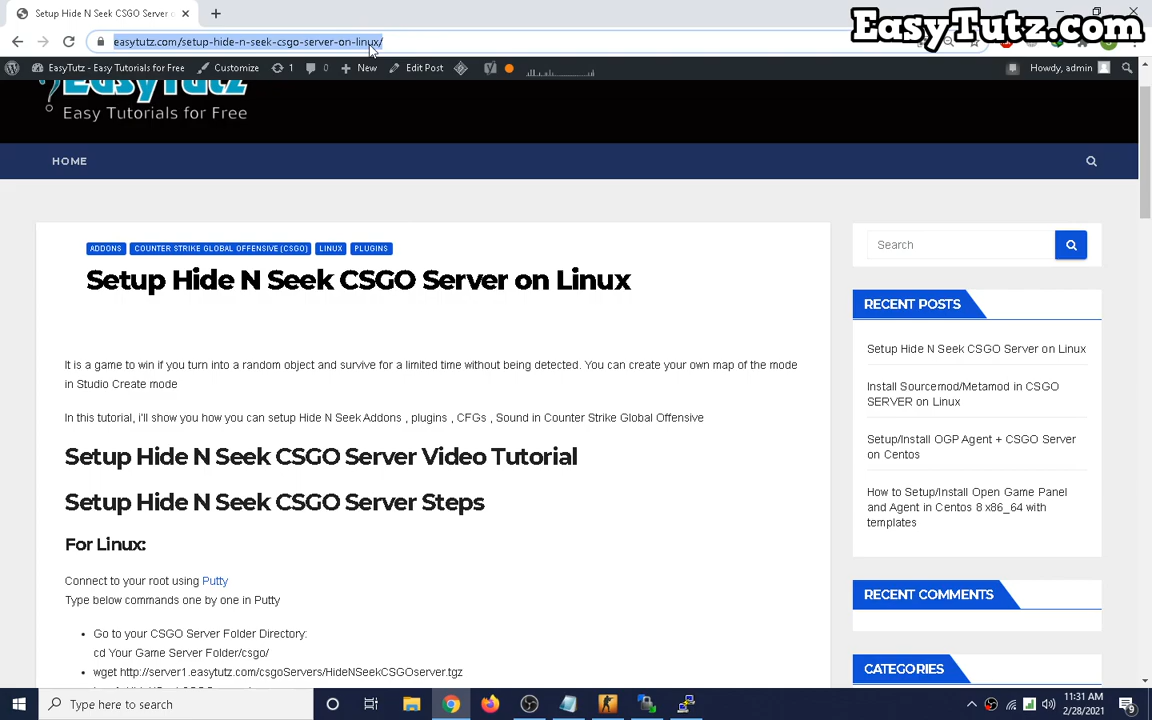 Setup Hide N Seek CSGO Server
EasyTutz.com
easytutz.com/setup-hide-n-seek-csgo-server-on-linux/
EasyTutz - Easy Tutorials for Free
Customize
1
0
New
Edit Post
Howdy, admin
EasyTutz
Easy Tutorials for Free
HOME
ADDONS
COUNTER STRIKE GLOBAL OFFENSIVE (CSGO)
LINUX
PLUGINS
Setup Hide N Seek CSGO Server on Linux
It is a game to win if you turn into a random object and survive for a limited time without being detected. You can create your own map of the mode
in Studio Create mode
In this tutorial, i'll show you how you can setup Hide N Seek Addons , plugins , CFGs , Sound in Counter Strike Global Offensive
Setup Hide N Seek CSGO Server Video Tutorial
Setup Hide N Seek CSGO Server Steps
For Linux:
Connect to your root using Putty
Type below commands one by one in Putty
Go to your CSGO Server Folder Directory:
cd Your Game Server Folder/csgo/
wget http://server1.easytutz.com/csgoServers/HideNSeekCSGOserver.tgz
Search
RECENT POSTS
Setup Hide N Seek CSGO Server on Linux
Install Sourcemod/Metamod in CSGO
SERVER on Linux
Setup/Install OGP Agent + CSGO Server
on Centos
How to Setup/Install Open Game Panel
and Agent in Centos 8 x86_64 with
templates
RECENT COMMENTS
CATEGORIES
Type here to search
11:31 AM
2/28/2021
9